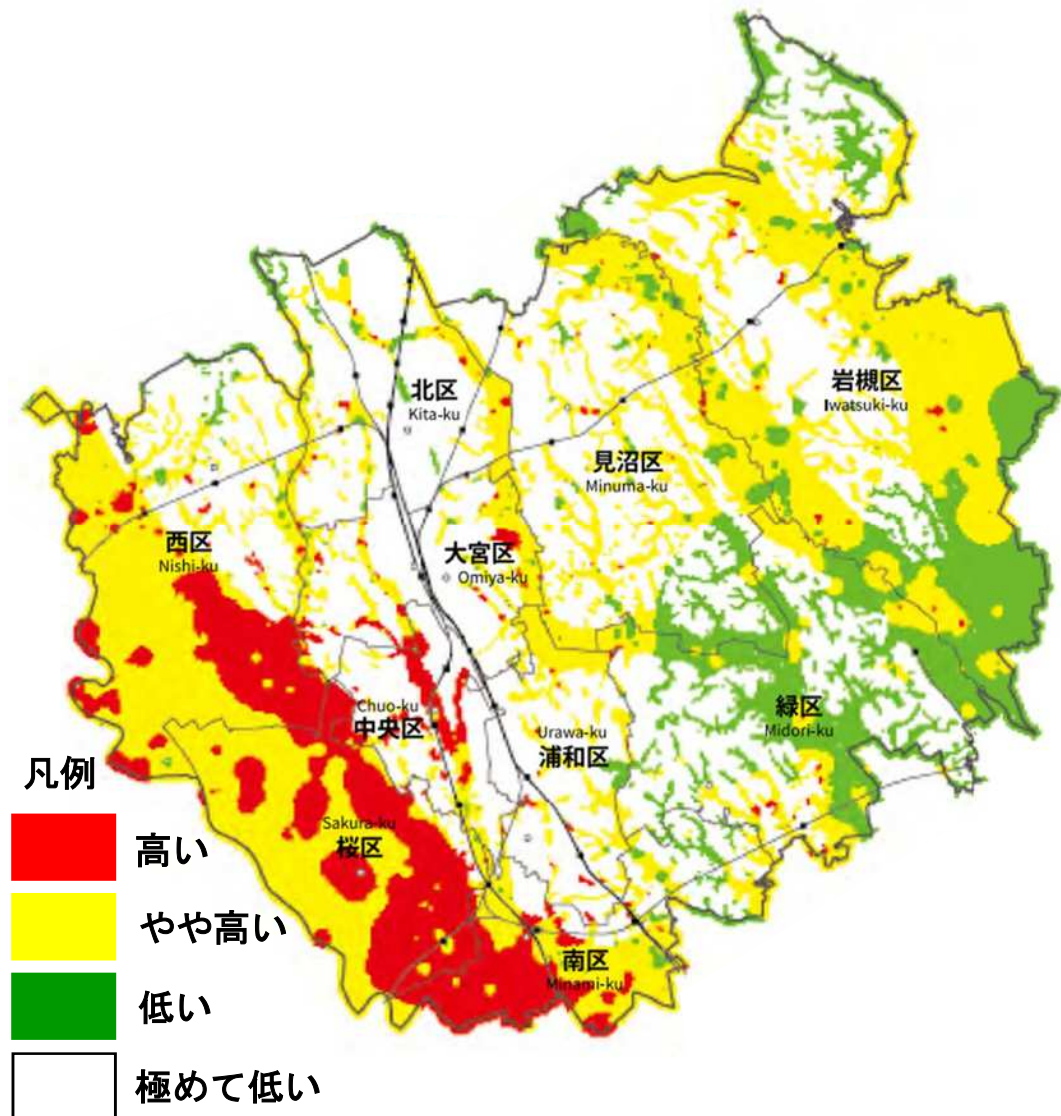 北区
Kita-ku
岩槻区
Iwatsuki-ku
見沼区
Minuma-ku
西区
Nishi-ku
大宮区
Omiya-ku
Chuo-ku
中央区
Urawa-ku
浦和区
緑区
Midori-ku
Sakura-ku
桜区
南区
Minami-ku
凡例
高い
やや高い
低い
極めて低い